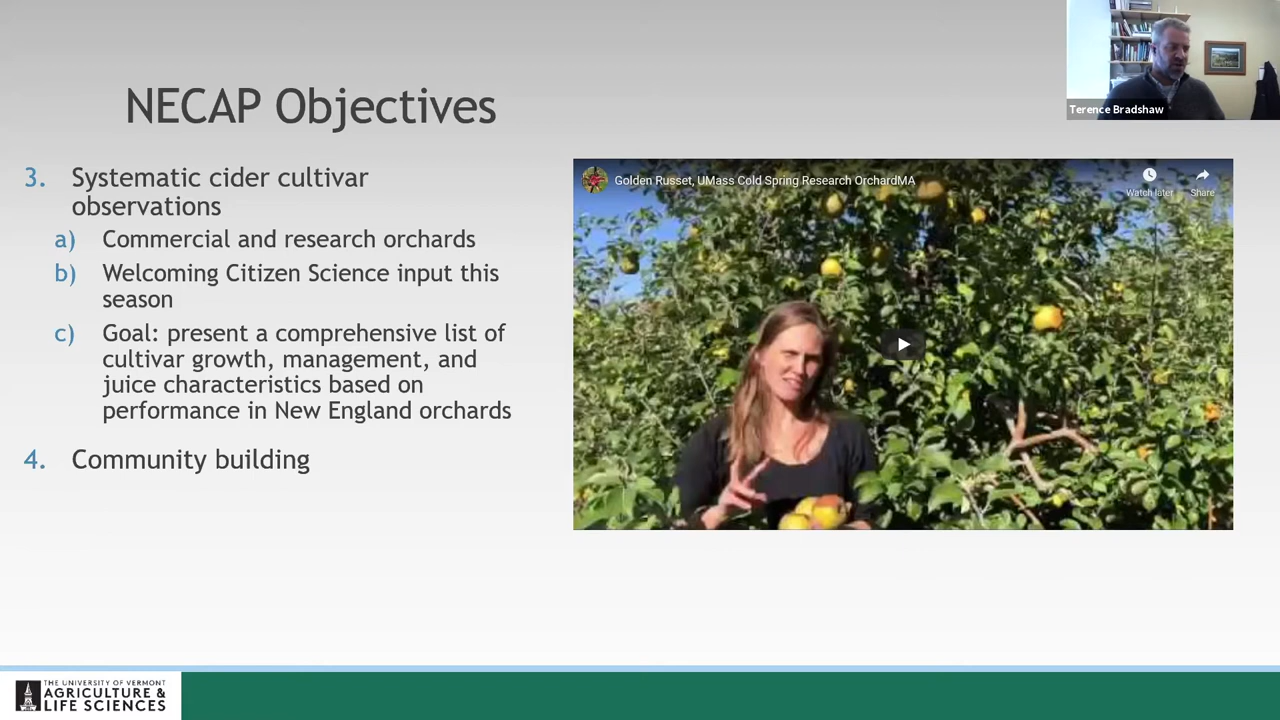 Terence Bradshaw
NECAP Objectives
3. Systematic cider cultivar
observations
a) Commercial and research orchards
b) Welcoming Citizen Science input this
season
c) Goal: present a comprehensive list of
cultivar growth, management, and
juice characteristics based on
performance in New England orchards
4. Community building
Golden Russet, UMass Cold Spring Research OrchardMA
Watch later
Share
THE UNIVERSITY OF VERMONT
AGRICULTURE &
LIFE SCIENCES